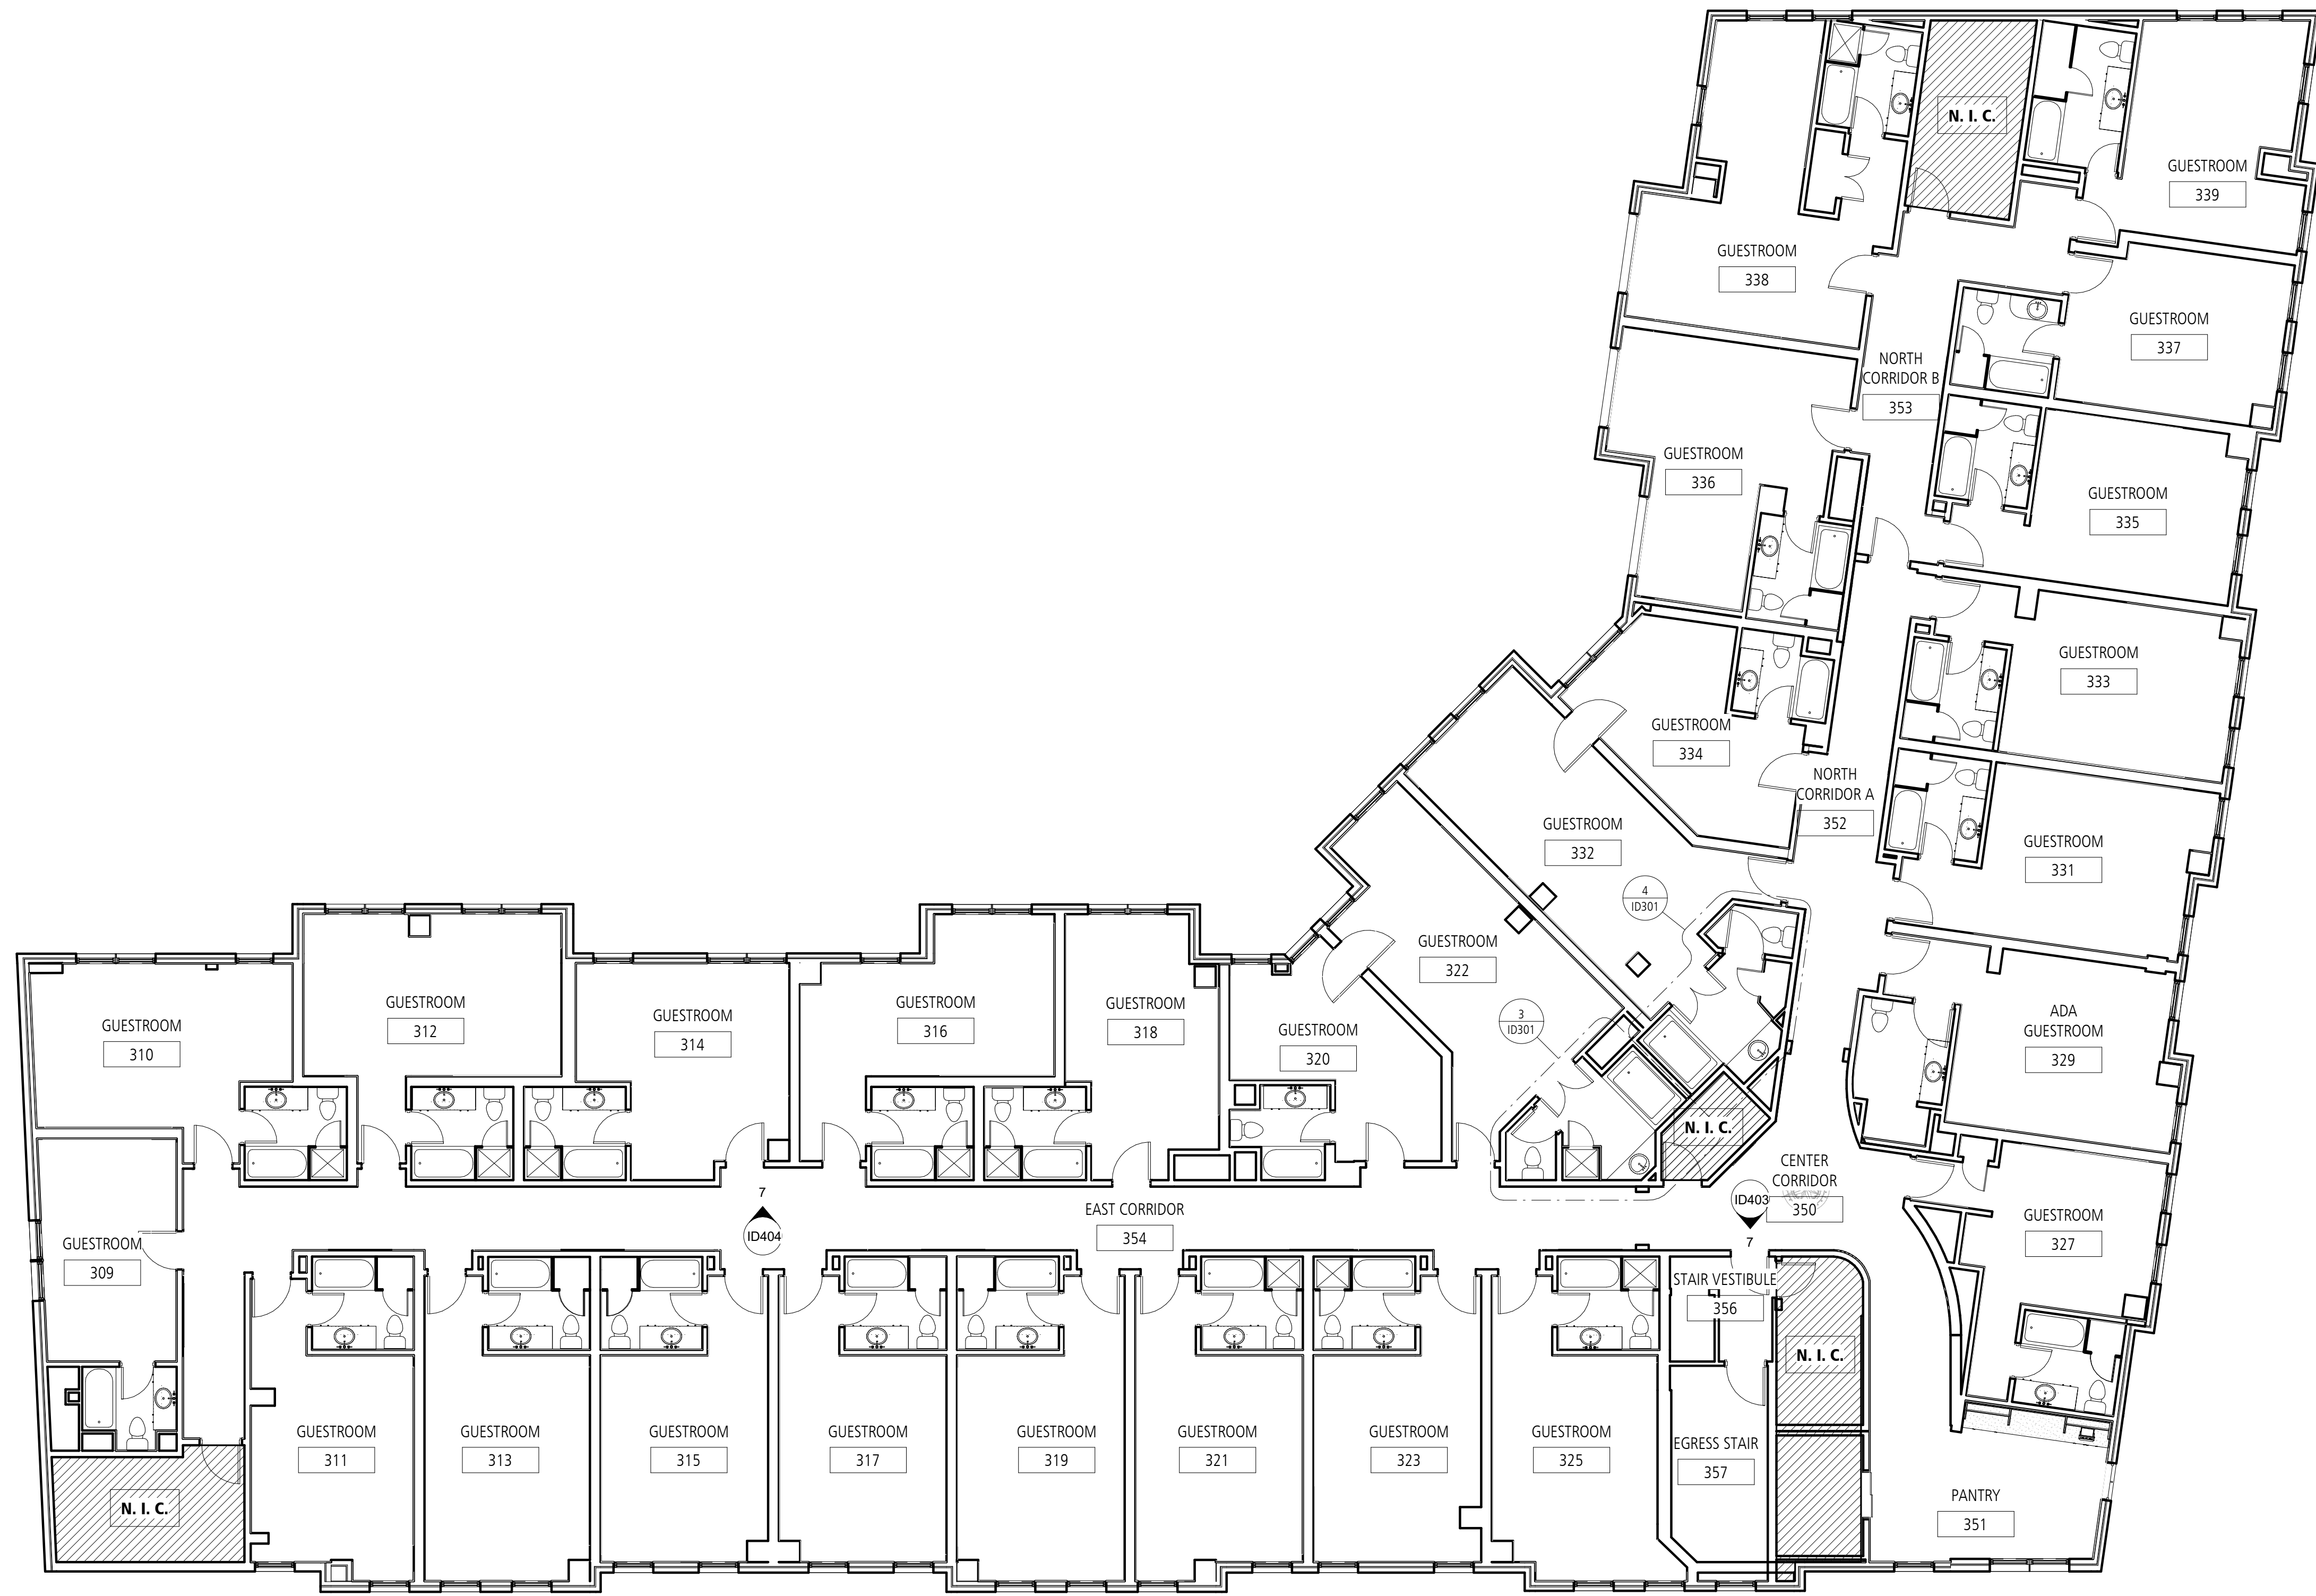 N. I. C.
GUESTROOM
339
GUESTROOM
338
GUESTROOM
337
NORTH
CORRIDOR B
353
GUESTROOM
336
GUESTROOM
335
GUESTROOM
333
GUESTROOM
334
NORTH
CORRIDOR A
352
GUESTROOM
332
GUESTROOM
331
4
ID301
GUESTROOM
322
3
ID301
ADA
GUESTROOM
329
GUESTROOM
310
GUESTROOM
312
GUESTROOM
314
GUESTROOM
316
GUESTROOM
318
GUESTROOM
320
N. I. C.
CENTER
CORRIDOR
350
ID403
7
7
ID404
EAST CORRIDOR
354
GUESTROOM
309
GUESTROOM
327
STAIR VESTIBULE
356
N. I. C.
GUESTROOM
311
GUESTROOM
313
GUESTROOM
315
GUESTROOM
317
GUESTROOM
319
GUESTROOM
321
GUESTROOM
323
GUESTROOM
325
EGRESS STAIR
357
N. I. C.
PANTRY
351